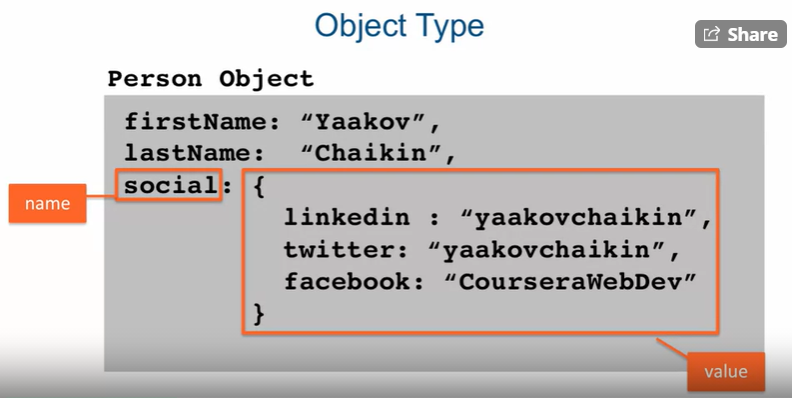 Object Type
Share
Person Object
firstName: “Yaakov”,
lastName: “Chaikin”,
social: {
name
linkedin : “yaakovchaikin”,
twitter: “yaakovchaikin”,
facebook: “CourseraWebDev”
}
value